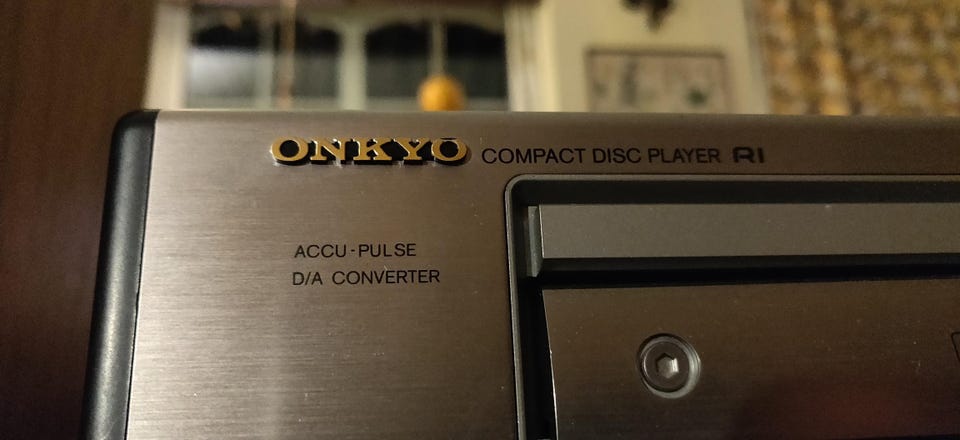 ONKYO COMPACT DISC PLAYER RI
ACCU-PULSE
D/A CONVERTER